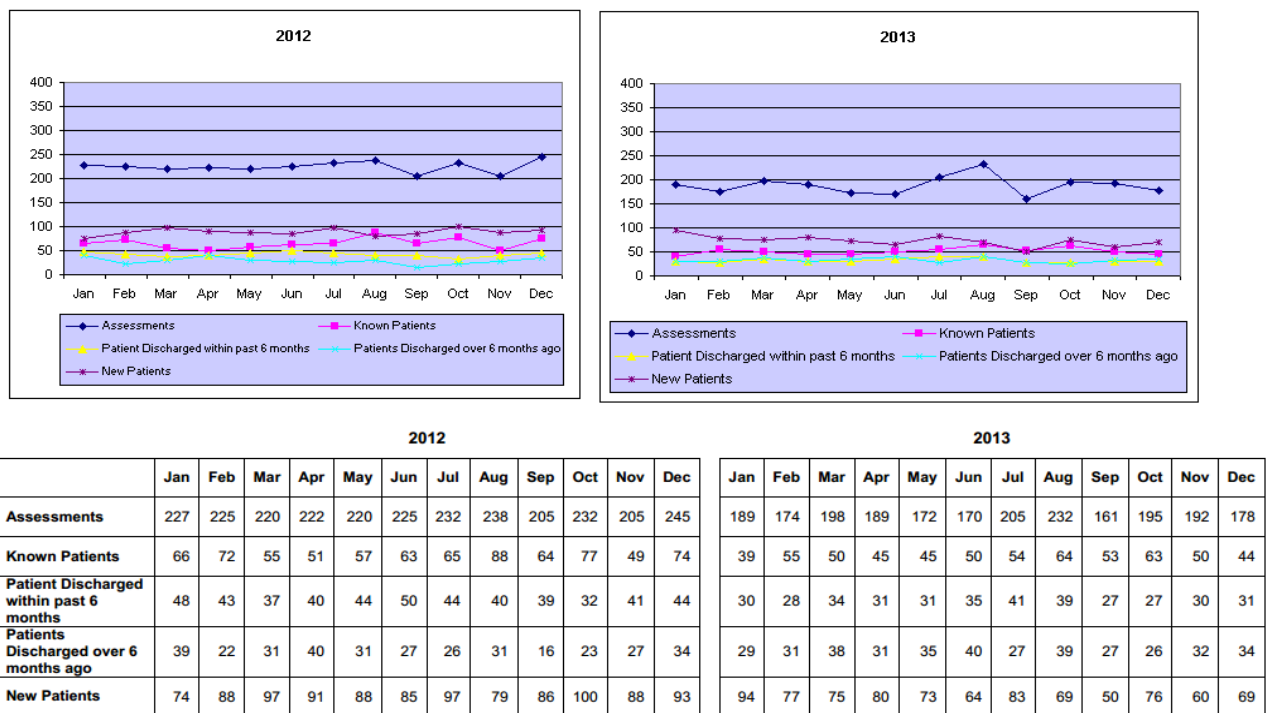 2012
400
350
300
250
200
150
100
50
0
Jan Feb Mar Apr May Jun Jul Aug Sep Oct Nov Dec
Assessments Known Patients
Patient Discharged within past 6 months Patients Discharged over 6 months ago
New Patients
2013
400
350
300
250
200
150
100
50
0
Jan Feb Mar Apr May Jun Jul Aug Sep Oct Nov Dec
Assessments Known Patients
Patient Discharged within past 6 months Patients Discharged over 6 months ago
New Patients
2012 2013
Jan Feb Mar Apr May Jun Jul Aug Sep Oct Nov Dec Jan Feb Mar Apr May Jun Jul Aug Sep Oct Nov Dec
Assessments 227 225 220 222 220 225 232 238 205 232 205 245 189 174 198 189 172 170 205 232 161 195 192 178
Known Patients 66 72 55 51 57 63 65 88 64 77 49 74 39 55 50 45 45 50 54 64 53 63 50 44
Patient Discharged
within past 6 48 43 37 40 44 50 44 40 39 32 41 44 30 28 34 31 31 35 41 39 27 27 30 31
months
Patients
Discharged over 6 39 22 31 40 31 27 26 31 16 23 27 34 29 31 38 31 35 40 27 39 27 26 32 34
months ago
New Patients 74 88 97 91 88 85 97 79 86 100 88 93 94 77 75 80 73 64 83 69 50 76 60 69